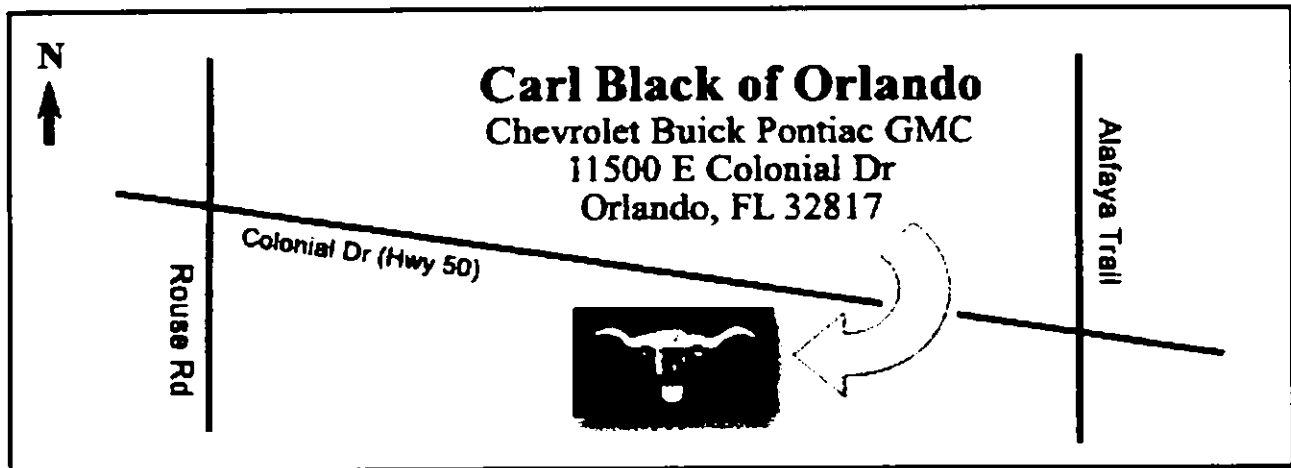 N
Carl Black of Orlando
Chevrolet Buick Pontiac GMC
11500 E Colonial Dr
Orlando, FL 32817
Colonial Dr (Hwy 50)
Rouse Rd
Alafaya Trail